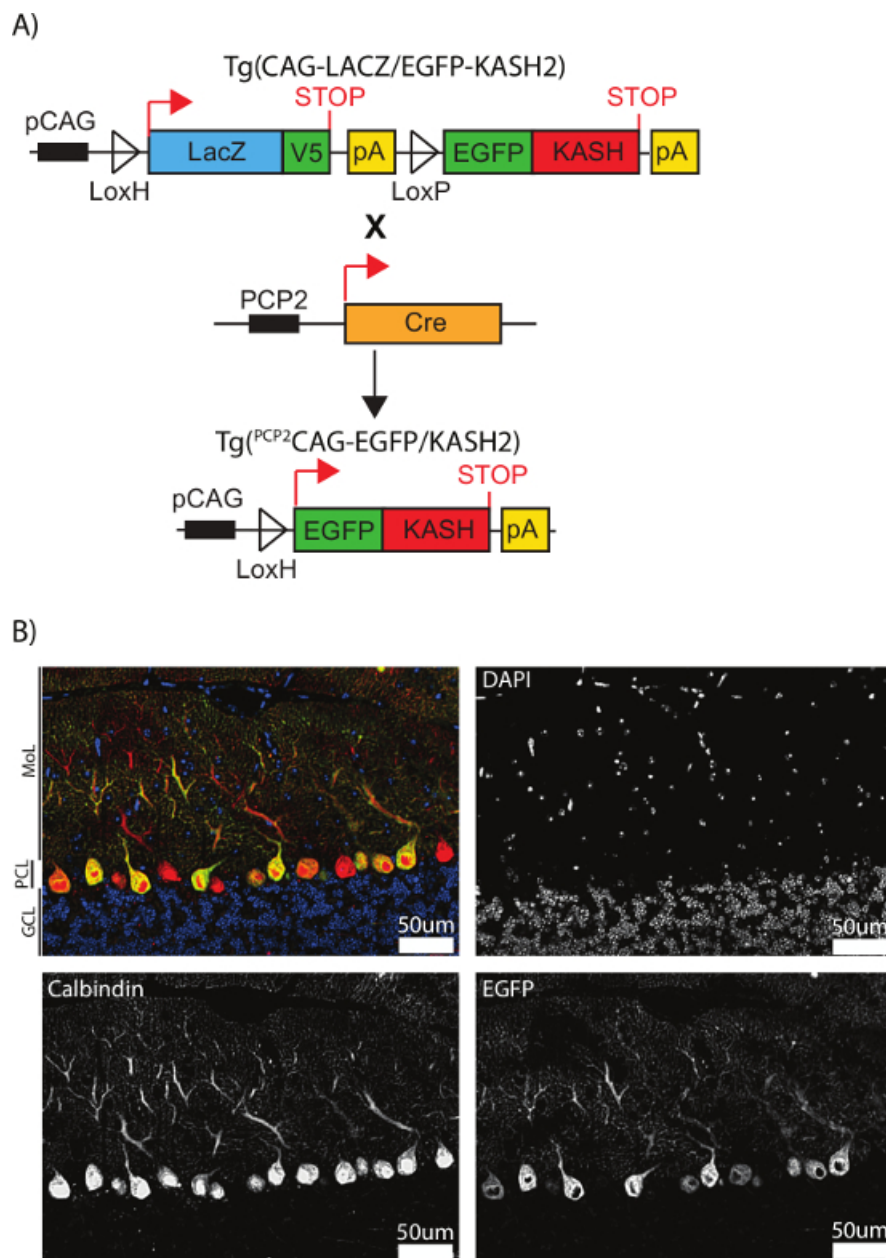 A)
Tg(CAG-LACZ/EGFP-KASH2)
STOP STOP
pCAG
LacZ V5 pA EGFP KASH pA
LoxH LoxP
X
PCP2
Cre
Tg(PCP2CAG-EGFP/KASH2)
STOP
pCAG
EGFP KASH pA
LoxH
B)
MoL
PCL
GCL
50um
DAPI
50um
Calbindin
50um
EGFP
50um